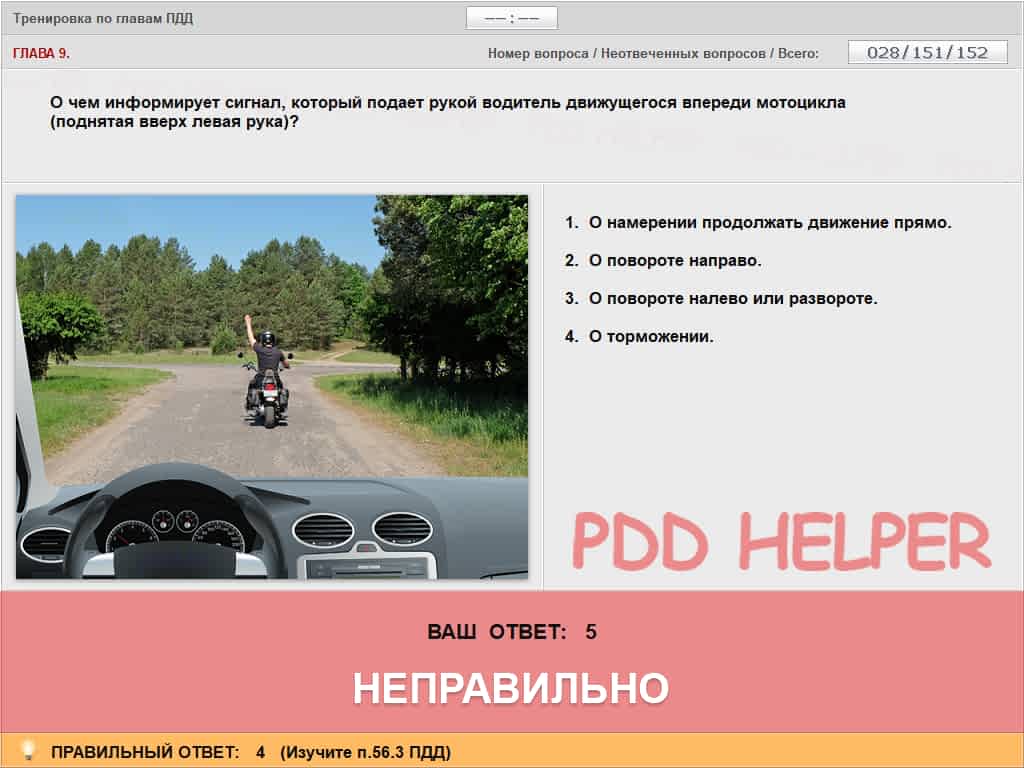 Тренировка по главам ПДД
—— : ——
ГЛАВА 9.
Номер вопроса / Неотвеченных вопросов / Всего:
028/151/152
О чем информирует сигнал, который подает рукой водитель движущегося впереди мотоцикла
(поднятая вверх левая рука)?
1. О намерении продолжать движение прямо.
2. О повороте направо.
3. О повороте налево или развороте.
4. О торможении.
PDD HELPER
ВАШ ОТВЕТ: 5
НЕПРАВИЛЬНО
ПРАВИЛЬНЫЙ ОТВЕТ: 4 (Изучите п.56.3 ПДД)